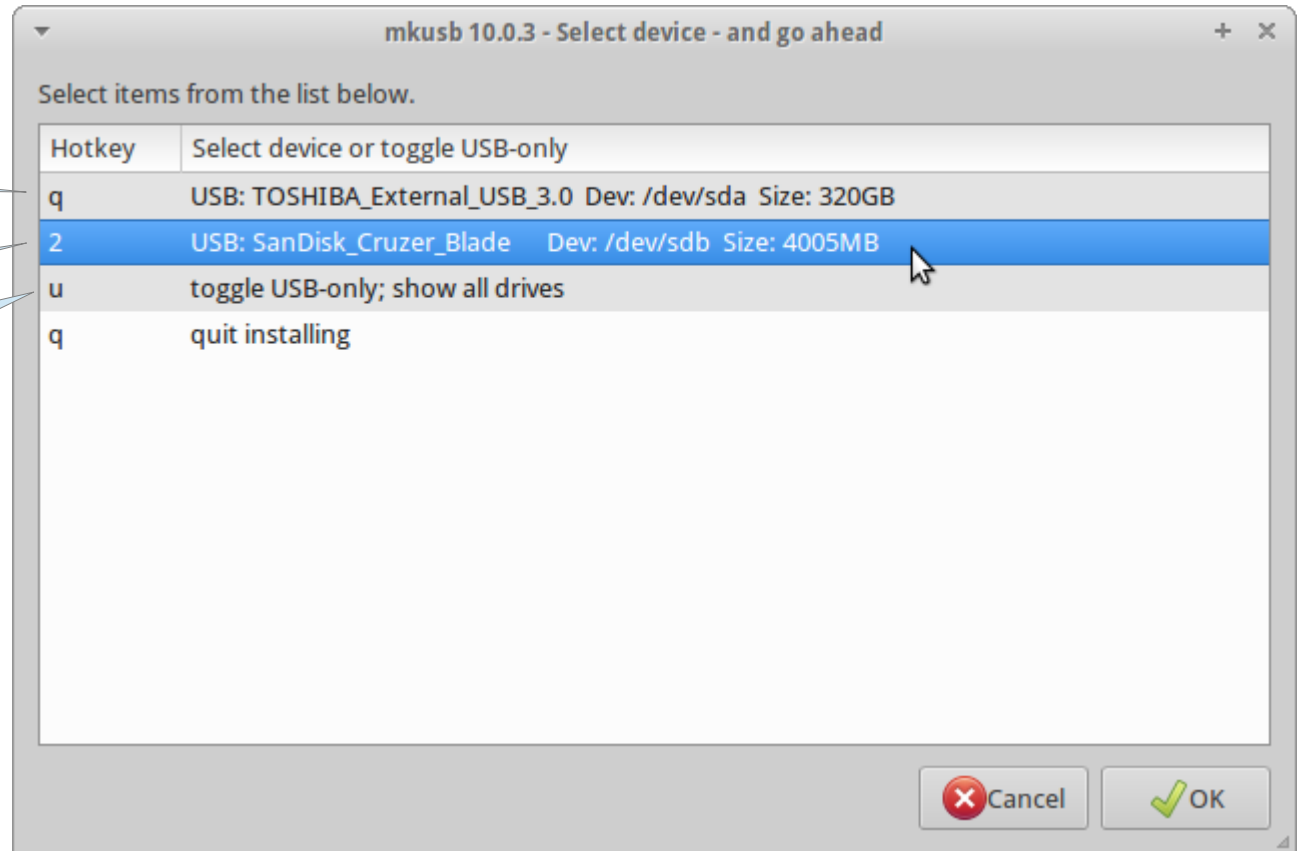 mkusb 10.0.3 - Select device - and go ahead
Select items from the list below.
Hotkey Select device or toggle USB-only
q USB: TOSHIBA_External_USB_3.0 Dev: /dev/sda Size: 320GB
2 USB: SanDisk_Cruzer_Blade Dev: /dev/sdb Size: 4005MB
u toggle USB-only; show all drives
q quit installing
Cancel OK